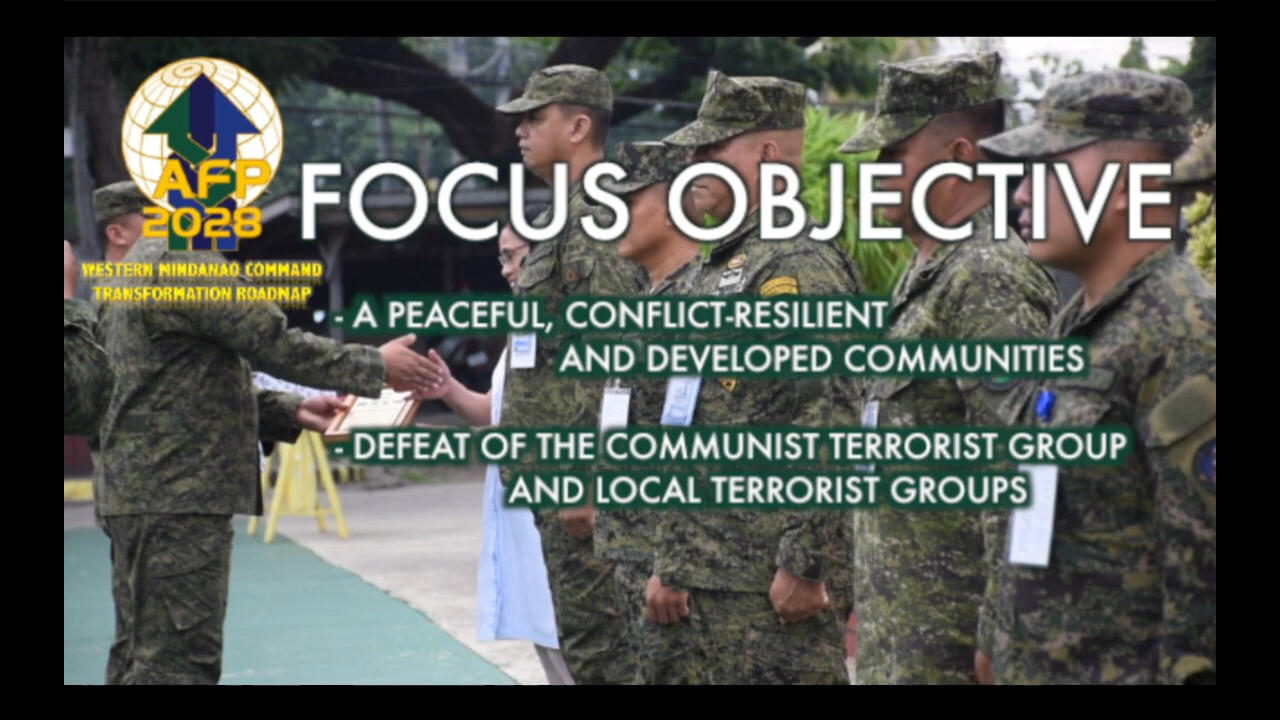 AFP
2028
WESTERN MINDANAO COMMAND
TRANSFORMATION ROADMAP
FOCUS OBJECTIVE
- A PEACEFUL, CONFLICT-RESILIENT
AND DEVELOPED COMMUNITIES
- DEFEAT OF THE COMMUNIST TERRORIST GROUP
AND LOCAL TERRORIST GROUPS